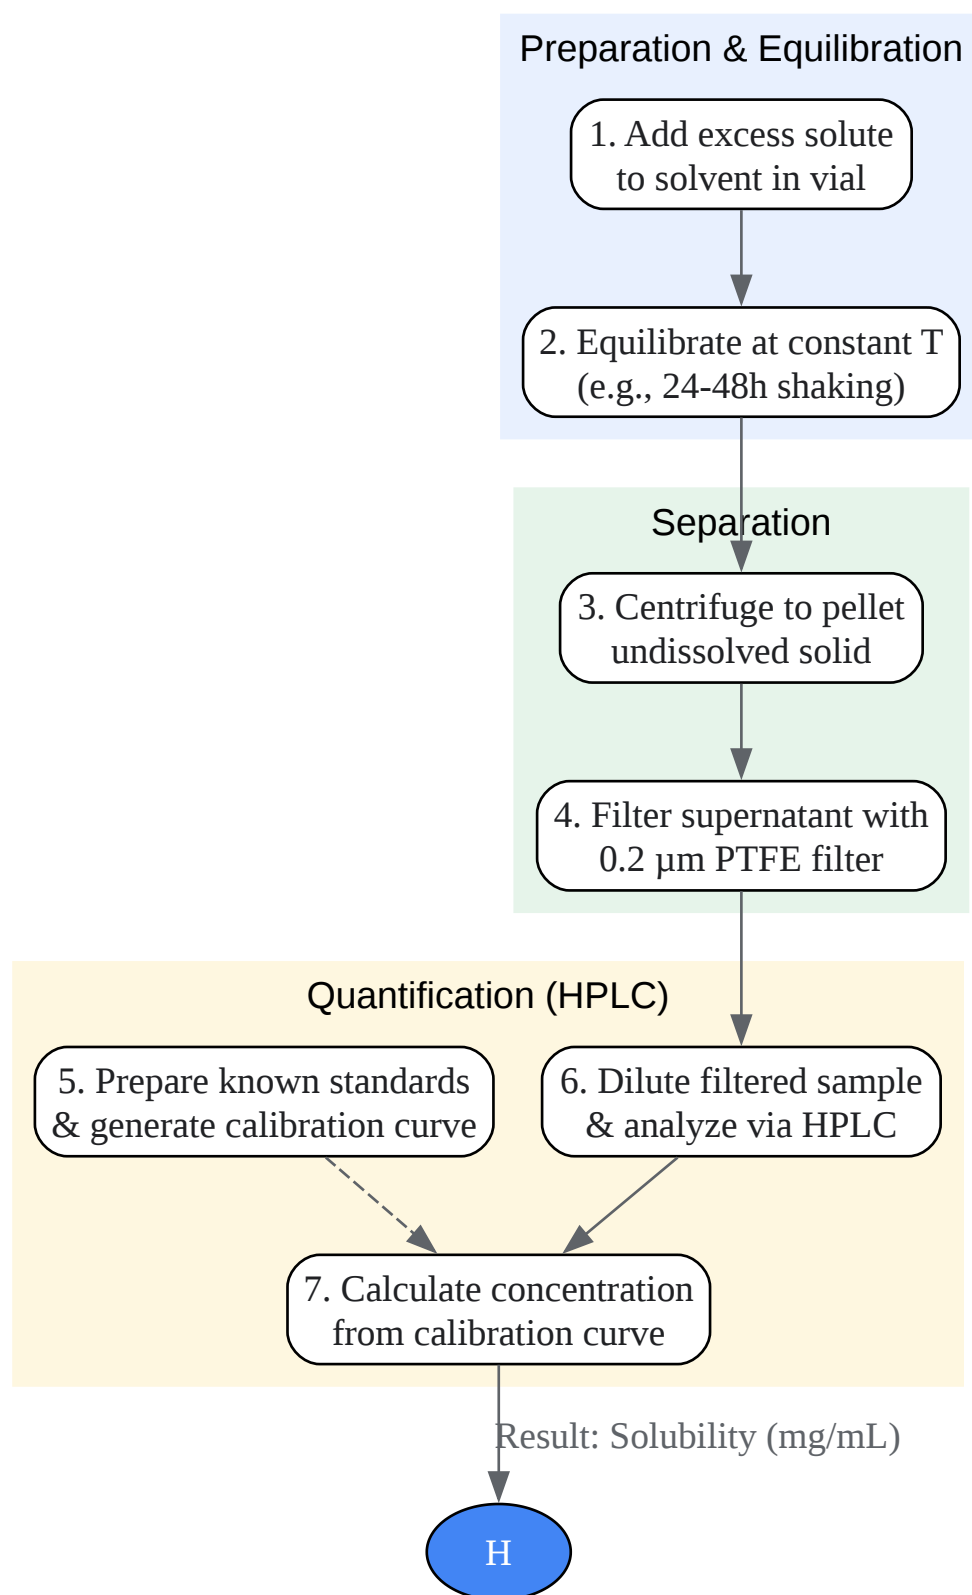 Preparation & Equilibration
1. Add excess solute
to solvent in vial
2. Equilibrate at constant T
(e.g., 24-48h shaking)
Separation
3. Centrifuge to pellet
undissolved solid
4. Filter supernatant with
0.2 µm PTFE filter
Quantification (HPLC)
5. Prepare known standards
& generate calibration curve
6. Dilute filtered sample
& analyze via HPLC
7. Calculate concentration
from calibration curve
Result: Solubility (mg/mL)
H